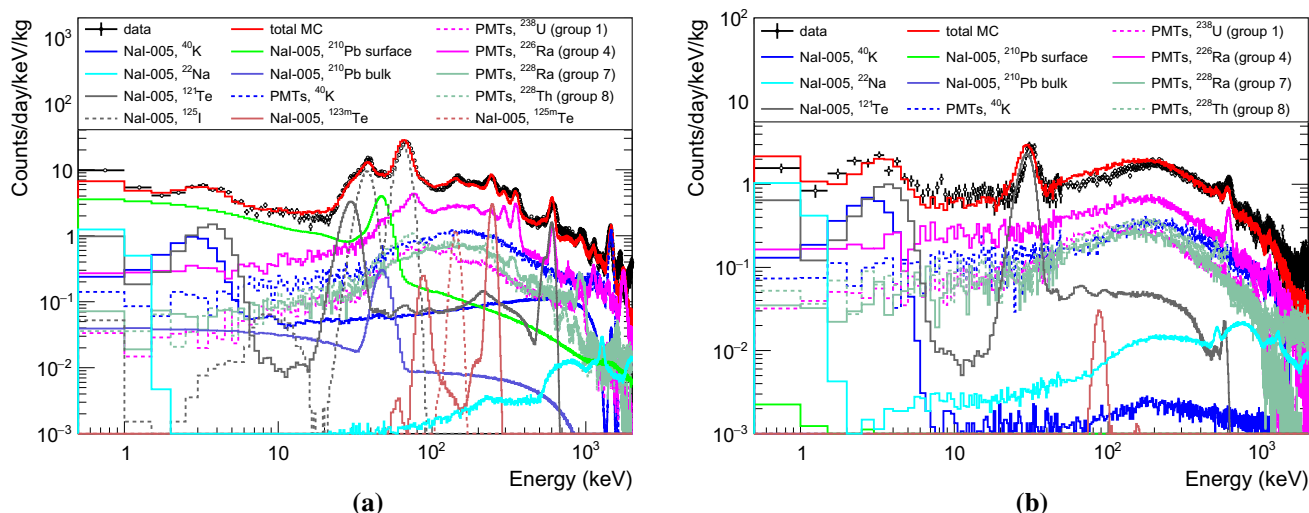 Counts/day/keV/kg
10³
10²
10
1
10⁻¹
10⁻²
10⁻³
data
NaI-005, ⁴⁰K
NaI-005, ²²Na
NaI-005, ¹²¹Te
NaI-005, ¹²⁵I
total MC
NaI-005, ²¹⁰Pb surface
NaI-005, ²¹⁰Pb bulk
PMTs, ⁴⁰K
NaI-005, ¹²³ᵐTe
PMTs, ²³⁸U (group 1)
PMTs, ²²⁶Ra (group 4)
PMTs, ²²⁸Ra (group 7)
PMTs, ²²⁸Th (group 8)
NaI-005, ¹²⁵ᵐTe
1 10 10² 10³
Energy (keV)
(a)
Counts/day/keV/kg
10²
10
1
10⁻¹
10⁻²
10⁻³
data
NaI-005, ⁴⁰K
NaI-005, ²²Na
NaI-005, ¹²¹Te
total MC
NaI-005, ²¹⁰Pb surface
NaI-005, ²¹⁰Pb bulk
PMTs, ⁴⁰K
PMTs, ²³⁸U (group 1)
PMTs, ²²⁶Ra (group 4)
PMTs, ²²⁸Ra (group 7)
PMTs, ²²⁸Th (group 8)
1 10 10² 10³
Energy (keV)
(b)